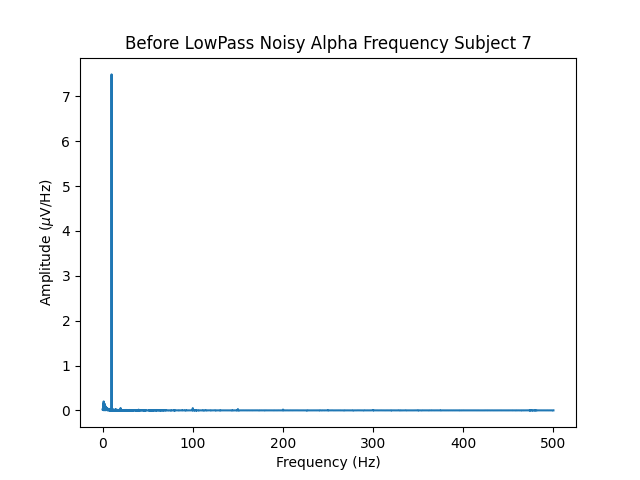 Before LowPass Noisy Alpha Frequency Subject 7
Amplitude (μV/Hz)
7
6
5
4
3
2
1
0
0 100 200 300 400 500
Frequency (Hz)